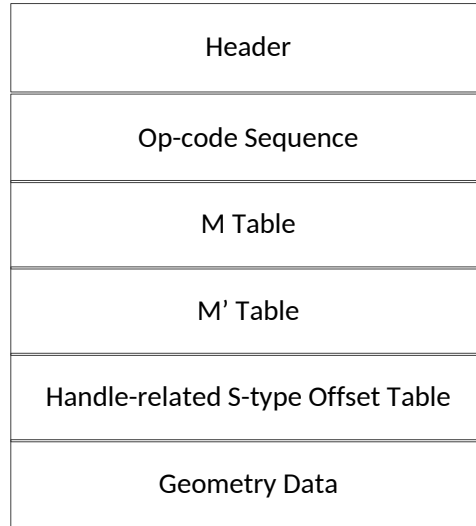 Header
Op-code Sequence
M Table
M’ Table
Handle-related S-type Offset Table
Geometry Data